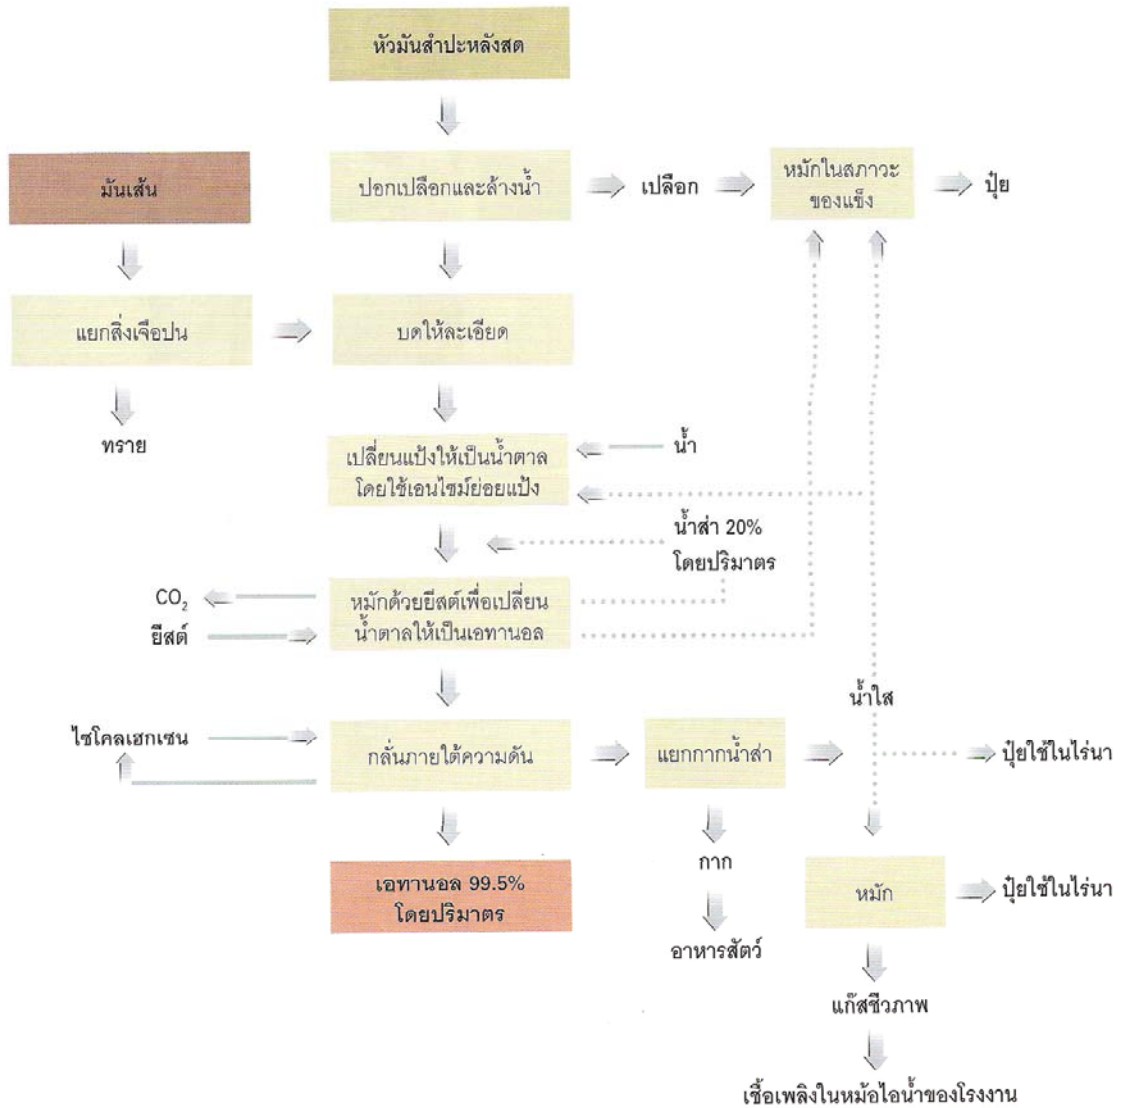 หัวมันสำปะหลังสด
มันเส้น
ปอกเปลือกและล้างน้ำ
เปลือก
หมักในสภาวะ
ของแข็ง
ปุ๋ย
แยกสิ่งเจือปน
บดให้ละเอียด
ทราย
เปลี่ยนแป้งให้เป็นน้ำตาล
โดยใช้เอนไซม์ย่อยแป้ง
น้ำ
น้ำส่า 20%
โดยปริมาตร
CO₂
ยีสต์
หมักด้วยยีสต์เพื่อเปลี่ยน
น้ำตาลให้เป็นเอทานอล
น้ำใส
ไซโคลเฮกเซน
กลั่นภายใต้ความดัน
แยกกากน้ำส่า
ปุ๋ยใช้ในไร่นา
เอทานอล 99.5%
โดยปริมาตร
กาก
หมัก
ปุ๋ยใช้ในไร่นา
อาหารสัตว์
แก๊สชีวภาพ
เชื้อเพลิงในหม้อไอน้ำของโรงงาน